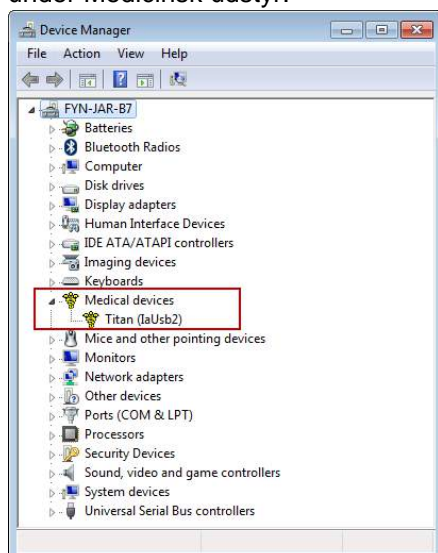 Device Manager
File Action View Help
FYN-JAR-B7
Batteries
Bluetooth Radios
Computer
Disk drives
Display adapters
Human Interface Devices
IDE ATA/ATAPI controllers
Imaging devices
Keyboards
Medical devices
Titan (IaUsb2)
Mice and other pointing devices
Monitors
Network adapters
Other devices
Ports (COM & LPT)
Processors
Security Devices
Sound, video and game controllers
System devices
Universal Serial Bus controllers